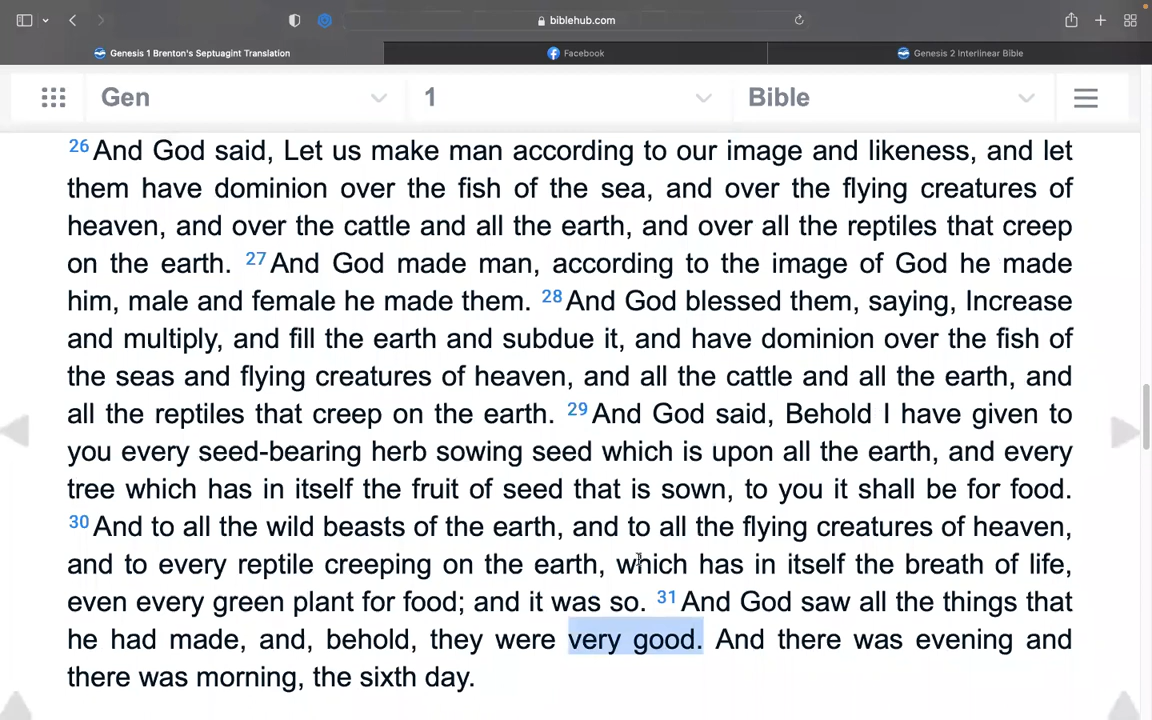 biblehub.com
Genesis 1 Brenton's Septuagint Translation
Facebook
Genesis 2 Interlinear Bible
Gen
1
Bible
26 And God said, Let us make man according to our image and likeness, and let
them have dominion over the fish of the sea, and over the flying creatures of
heaven, and over the cattle and all the earth, and over all the reptiles that creep
on the earth. 27 And God made man, according to the image of God he made
him, male and female he made them. 28 And God blessed them, saying, Increase
and multiply, and fill the earth and subdue it, and have dominion over the fish of
the seas and flying creatures of heaven, and all the cattle and all the earth, and
all the reptiles that creep on the earth. 29 And God said, Behold I have given to
you every seed-bearing herb sowing seed which is upon all the earth, and every
tree which has in itself the fruit of seed that is sown, to you it shall be for food.
30 And to all the wild beasts of the earth, and to all the flying creatures of heaven,
and to every reptile creeping on the earth, which has in itself the breath of life,
even every green plant for food; and it was so. 31 And God saw all the things that
he had made, and, behold, they were very good. And there was evening and
there was morning, the sixth day.